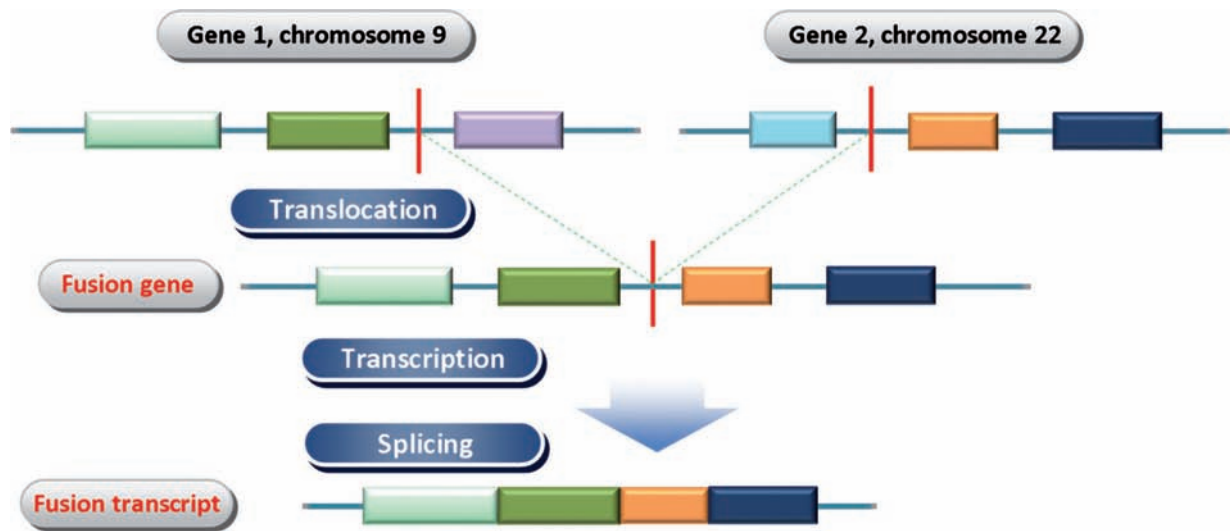 Gene 1, chromosome 9
Gene 2, chromosome 22
Translocation
Fusion gene
Transcription
Splicing
Fusion transcript